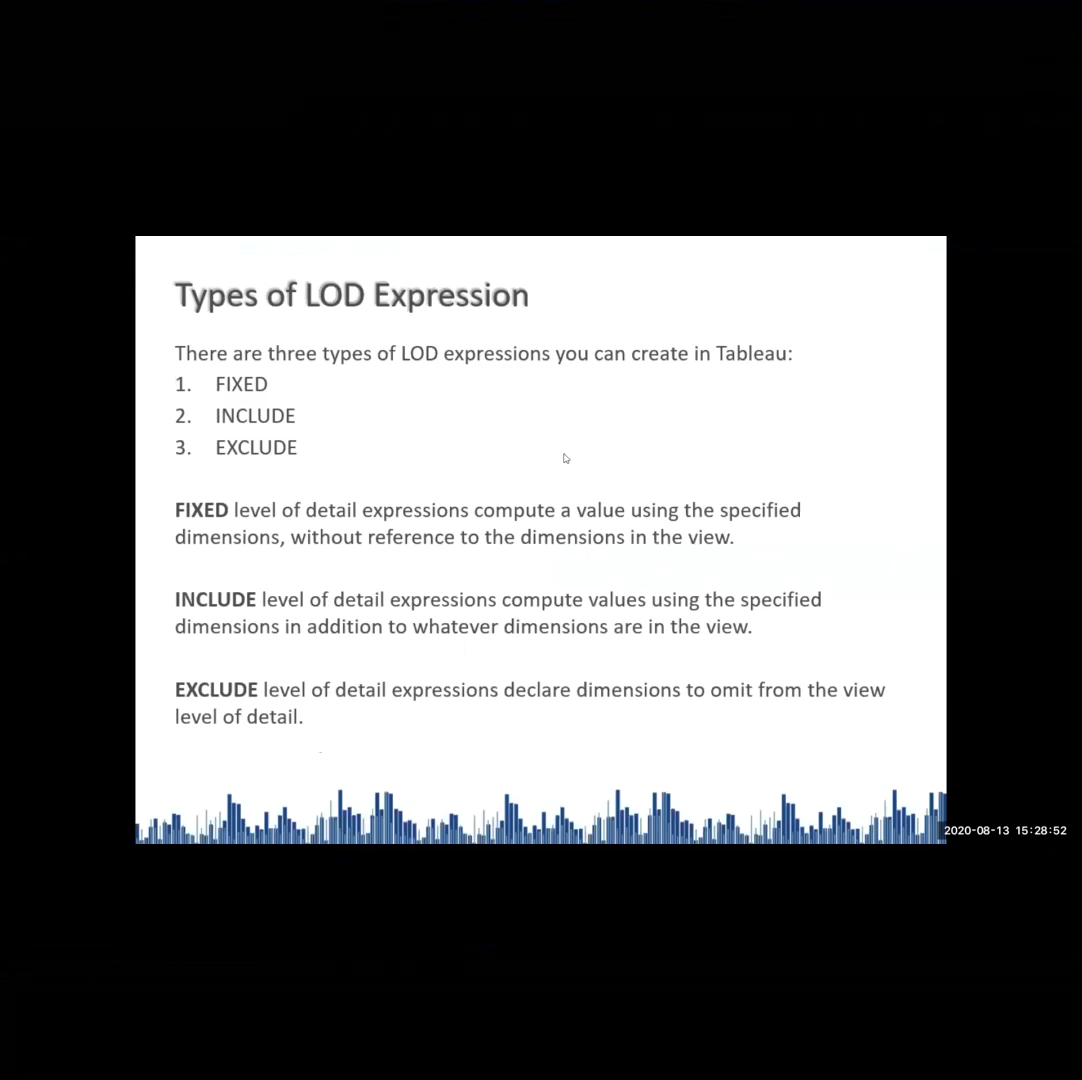 Types of LOD Expression
There are three types of LOD expressions you can create in Tableau:
1. FIXED
2. INCLUDE
3. EXCLUDE
FIXED level of detail expressions compute a value using the specified
dimensions, without reference to the dimensions in the view.
INCLUDE level of detail expressions compute values using the specified
dimensions in addition to whatever dimensions are in the view.
EXCLUDE level of detail expressions declare dimensions to omit from the view
level of detail.
2020-08-13 15:28:52